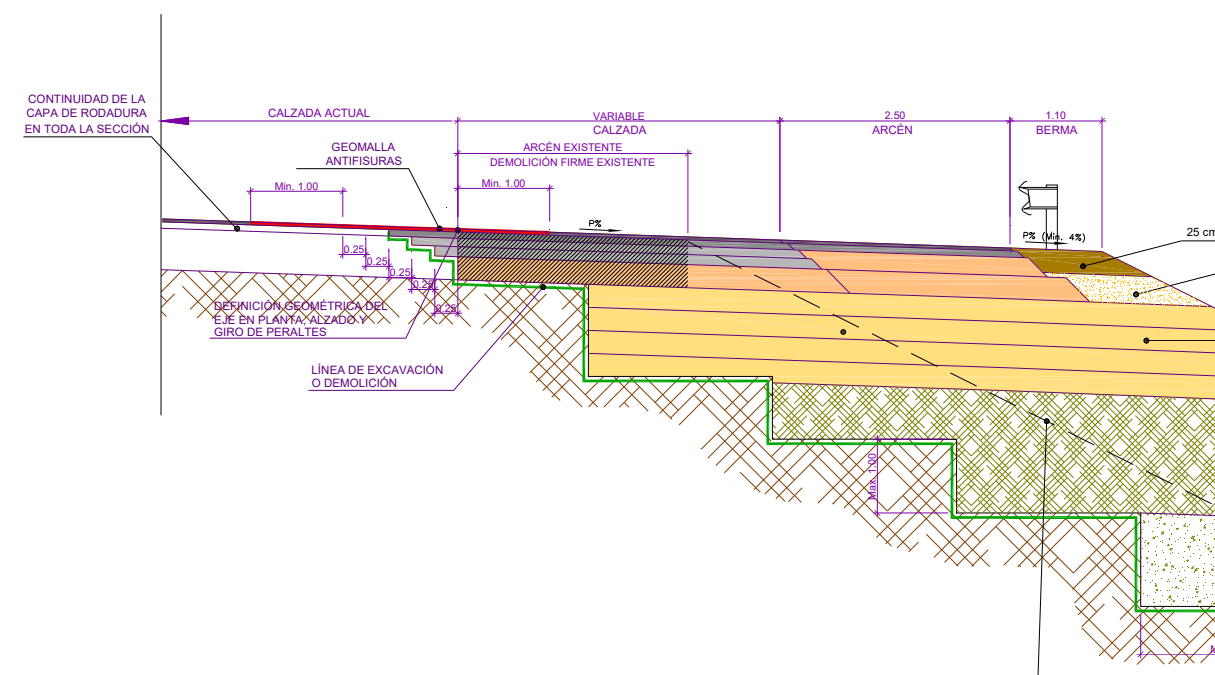 CONTINUIDAD DE LA
CAPA DE RODADURA
EN TODA LA SECCIÓN
CALZADA ACTUAL
VARIABLE
CALZADA
2.50
ARCÉN
1.10
BERMA
GEOMALLA
ANTIFISURAS
ARCÉN EXISTENTE
DEMOLICIÓN FIRME EXISTENTE
Min. 1.00
Min. 1.00
P%
P% (Min. 4%)
25 cm
0.25
0.25
0.25
0.25
0.25
DEFINICIÓN GEOMÉTRICA DEL
EJE EN PLANTA, ALZADO Y
GIRO DE PERALTES
LÍNEA DE EXCAVACIÓN
O DEMOLICIÓN
Max. 1.00